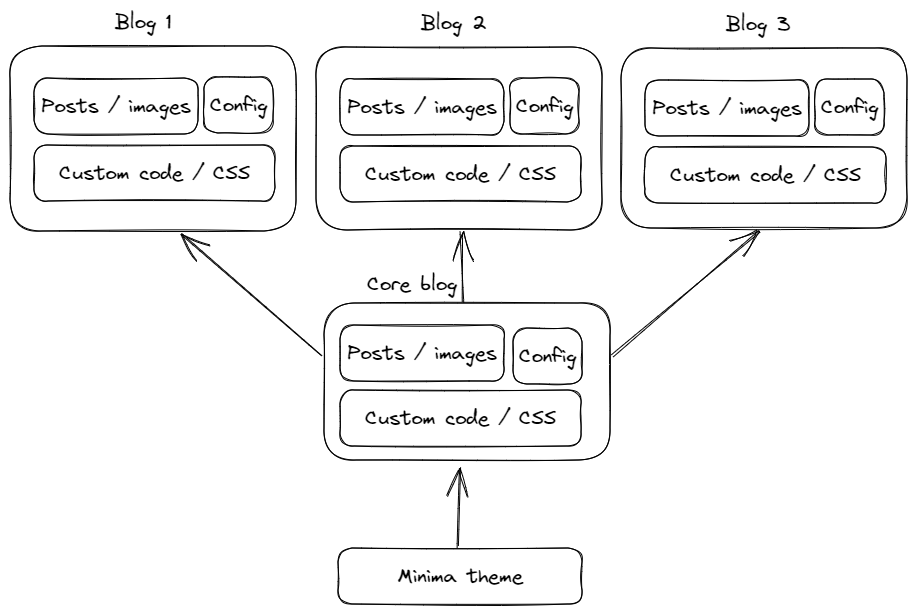 Blog 1
Blog 2
Blog 3
Posts / images
Config
Posts / images
Config
Posts / images
Config
Custom code / CSS
Custom code / CSS
Custom code / CSS
Core blog
Posts / images
Config
Custom code / CSS
Minima theme